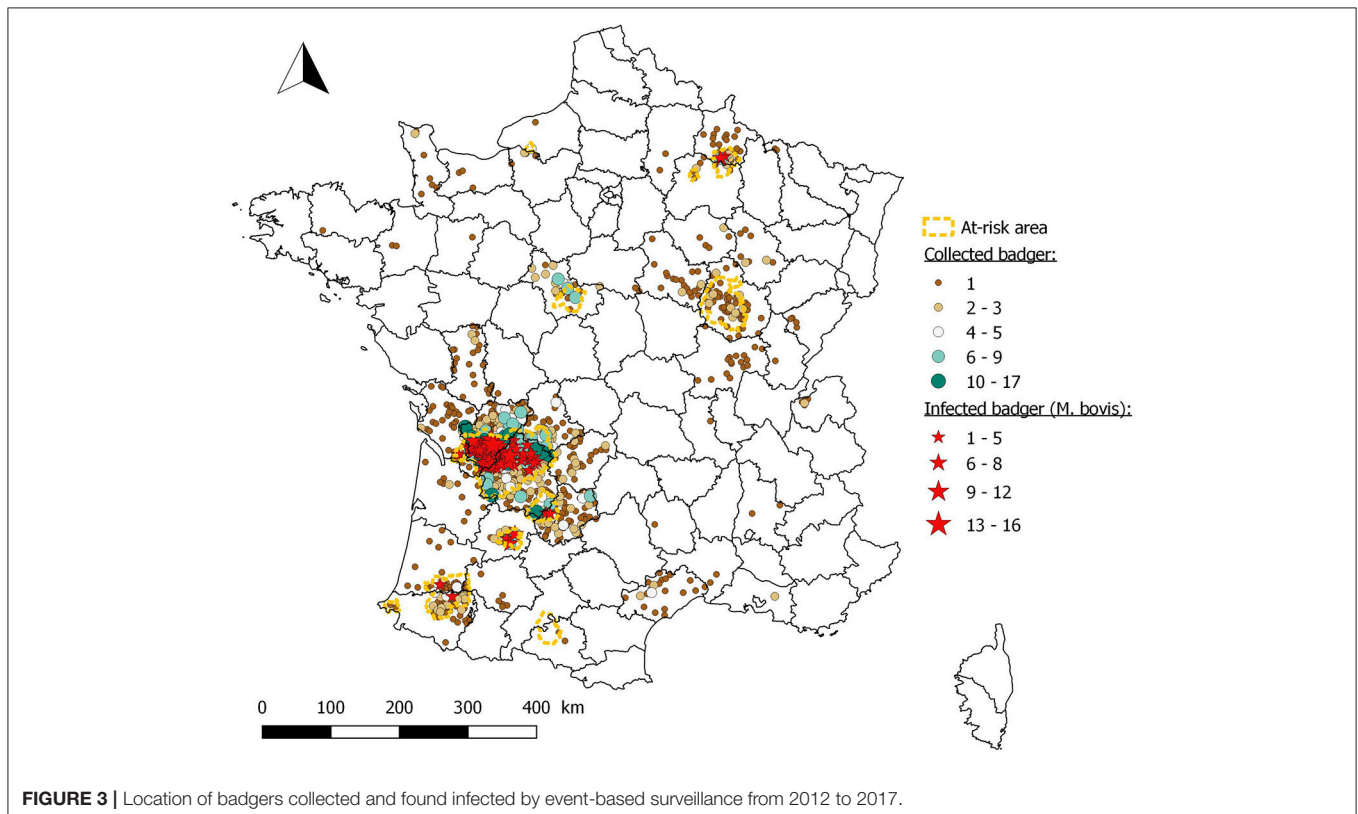 At-risk area
Collected badger:
1
2 - 3
4 - 5
6 - 9
10 - 17
Infected badger (M. bovis):
1 - 5
6 - 8
9 - 12
13 - 16
0 100 200 300 400 km
FIGURE 3 | Location of badgers collected and found infected by event-based surveillance from 2012 to 2017.